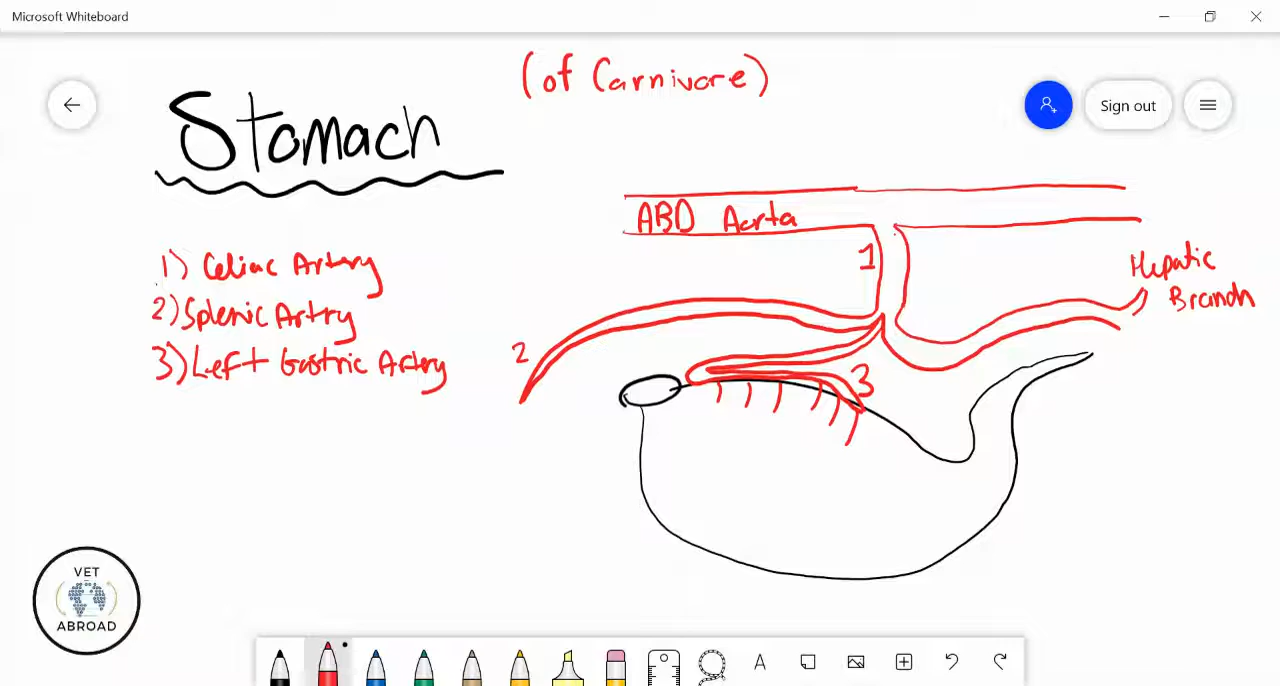 Microsoft Whiteboard
(of Carnivore)
Stomach
Sign out
ABD Aorta
1
1) Celiac Artery
2) Splenic Artry
3) Left Gastric Artery
Hepatic
Branch
2
3
VET
ABROAD
A